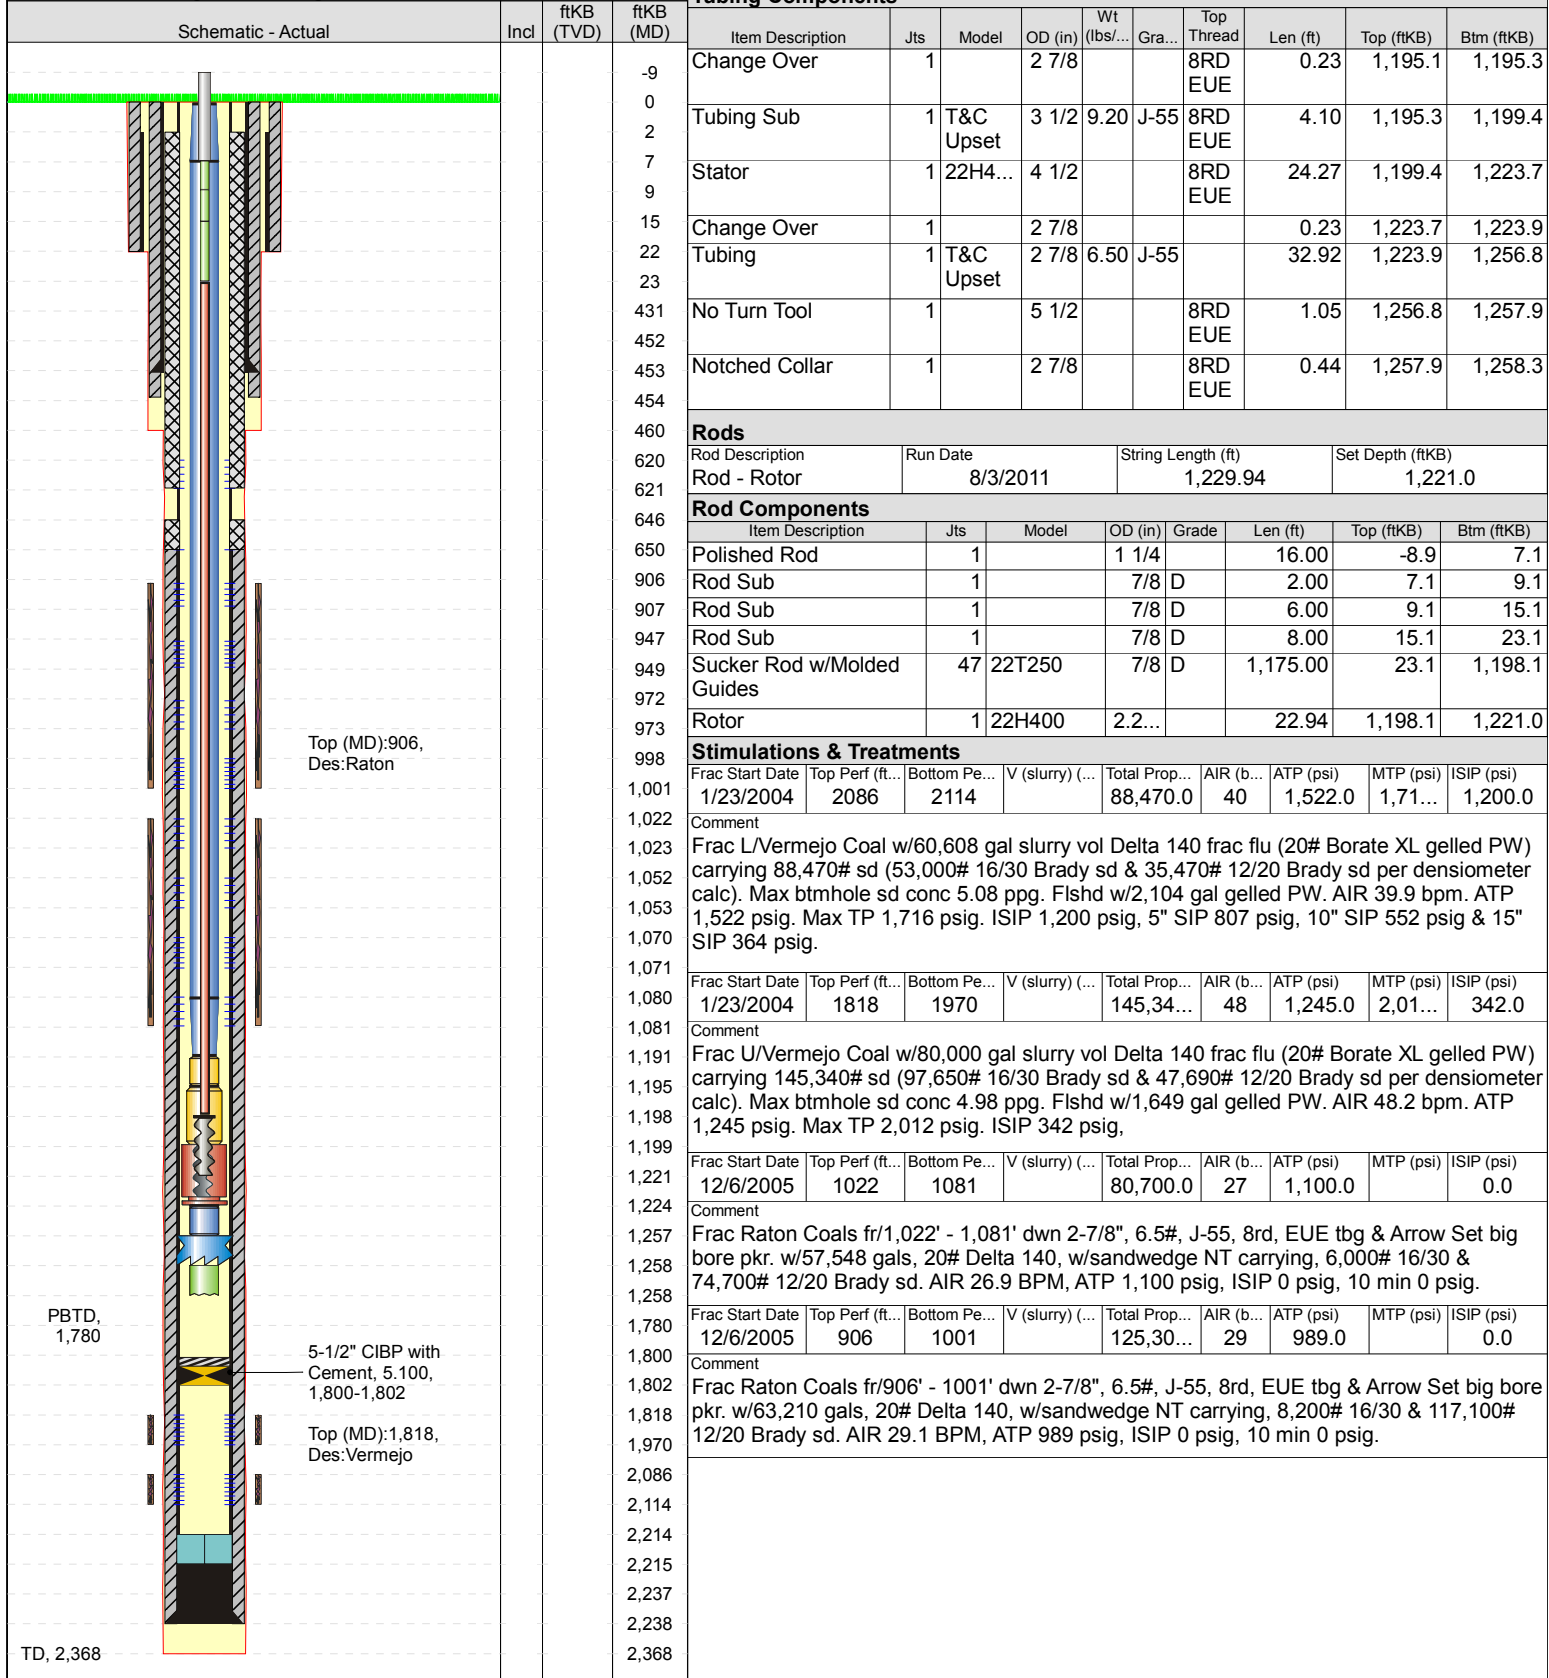 Schematic - Actual
Incl
ftKB
(TVD)
ftKB
(MD)
-9
0
2
7
9
15
22
23
431
452
453
454
460
620
621
646
650
906
907
947
949
972
973
998
1,001
1,022
1,023
1,052
1,053
1,070
1,071
1,080
1,081
1,191
1,195
1,198
1,199
1,221
1,224
1,257
1,258
1,258
1,780
1,800
1,802
1,818
1,970
2,086
2,114
2,214
2,215
2,237
2,238
2,368
Top (MD):906,
Des:Raton
PBTD,
1,780
5-1/2" CIBP with
Cement, 5.100,
1,800-1,802
Top (MD):1,818,
Des:Vermejo
TD, 2,368
Tubing Components
Item Description Jts Model OD (in) Wt (lbs/... Gra... Top Thread Len (ft) Top (ftKB) Btm (ftKB)
Change Over 1 2 7/8 8RD EUE 0.23 1,195.1 1,195.3
Tubing Sub 1 T&C Upset 3 1/2 9.20 J-55 8RD EUE 4.10 1,195.3 1,199.4
Stator 1 22H4... 4 1/2 8RD EUE 24.27 1,199.4 1,223.7
Change Over 1 2 7/8 0.23 1,223.7 1,223.9
Tubing 1 T&C Upset 2 7/8 6.50 J-55 32.92 1,223.9 1,256.8
No Turn Tool 1 5 1/2 8RD EUE 1.05 1,256.8 1,257.9
Notched Collar 1 2 7/8 8RD EUE 0.44 1,257.9 1,258.3
Rods
Rod Description Run Date String Length (ft) Set Depth (ftKB)
Rod - Rotor 8/3/2011 1,229.94 1,221.0
Rod Components
Item Description Jts Model OD (in) Grade Len (ft) Top (ftKB) Btm (ftKB)
Polished Rod 1 1 1/4 16.00 -8.9 7.1
Rod Sub 1 7/8 D 2.00 7.1 9.1
Rod Sub 1 7/8 D 6.00 9.1 15.1
Rod Sub 1 7/8 D 8.00 15.1 23.1
Sucker Rod w/Molded Guides 47 22T250 7/8 D 1,175.00 23.1 1,198.1
Rotor 1 22H400 2.2... 22.94 1,198.1 1,221.0
Stimulations & Treatments
Frac Start Date Top Perf (ft... Bottom Pe... V (slurry) (... Total Prop... AIR (b... ATP (psi) MTP (psi) ISIP (psi)
1/23/2004 2086 2114 88,470.0 40 1,522.0 1,71... 1,200.0
Comment
Frac L/Vermejo Coal w/60,608 gal slurry vol Delta 140 frac flu (20# Borate XL gelled PW)
carrying 88,470# sd (53,000# 16/30 Brady sd & 35,470# 12/20 Brady sd per densiometer
calc). Max btmhole sd conc 5.08 ppg. Flshd w/2,104 gal gelled PW. AIR 39.9 bpm. ATP
1,522 psig. Max TP 1,716 psig. ISIP 1,200 psig, 5" SIP 807 psig, 10" SIP 552 psig & 15"
SIP 364 psig.
Frac Start Date Top Perf (ft... Bottom Pe... V (slurry) (... Total Prop... AIR (b... ATP (psi) MTP (psi) ISIP (psi)
1/23/2004 1818 1970 145,34... 48 1,245.0 2,01... 342.0
Comment
Frac U/Vermejo Coal w/80,000 gal slurry vol Delta 140 frac flu (20# Borate XL gelled PW)
carrying 145,340# sd (97,650# 16/30 Brady sd & 47,690# 12/20 Brady sd per densiometer
calc). Max btmhole sd conc 4.98 ppg. Flshd w/1,649 gal gelled PW. AIR 48.2 bpm. ATP
1,245 psig. Max TP 2,012 psig. ISIP 342 psig,
Frac Start Date Top Perf (ft... Bottom Pe... V (slurry) (... Total Prop... AIR (b... ATP (psi) MTP (psi) ISIP (psi)
12/6/2005 1022 1081 80,700.0 27 1,100.0 0.0
Comment
Frac Raton Coals fr/1,022' - 1,081' dwn 2-7/8", 6.5#, J-55, 8rd, EUE tbg & Arrow Set big
bore pkr. w/57,548 gals, 20# Delta 140, w/sandwedge NT carrying, 6,000# 16/30 &
74,700# 12/20 Brady sd. AIR 26.9 BPM, ATP 1,100 psig, ISIP 0 psig, 10 min 0 psig.
Frac Start Date Top Perf (ft... Bottom Pe... V (slurry) (... Total Prop... AIR (b... ATP (psi) MTP (psi) ISIP (psi)
12/6/2005 906 1001 125,30... 29 989.0 0.0
Comment
Frac Raton Coals fr/906' - 1001' dwn 2-7/8", 6.5#, J-55, 8rd, EUE tbg & Arrow Set big bore
pkr. w/63,210 gals, 20# Delta 140, w/sandwedge NT carrying, 8,200# 16/30 & 117,100#
12/20 Brady sd. AIR 29.1 BPM, ATP 989 psig, ISIP 0 psig, 10 min 0 psig.